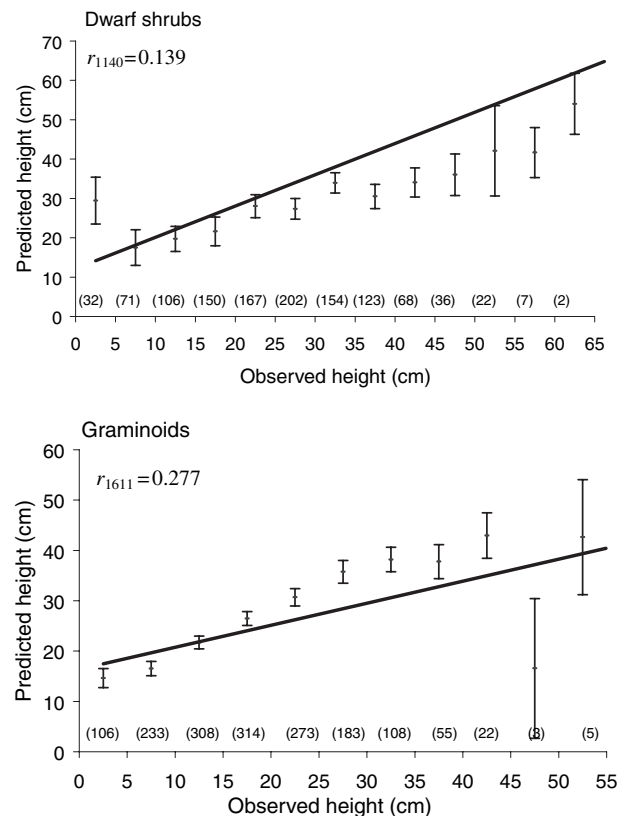 Dwarf shrubs
70
r1140=0.139
60
50
40
30
20
10
0
Predicted height (cm)
(32) (71) (106) (150) (167) (202) (154) (123) (68) (36) (22) (7) (2)
0 5 10 15 20 25 30 35 40 45 50 55 60 65
Observed height (cm)
Graminoids
60
r1611=0.277
50
40
30
20
10
0
Predicted height (cm)
(106) (233) (308) (314) (273) (183) (108) (55) (22) (3) (5)
0 5 10 15 20 25 30 35 40 45 50 55
Observed height (cm)